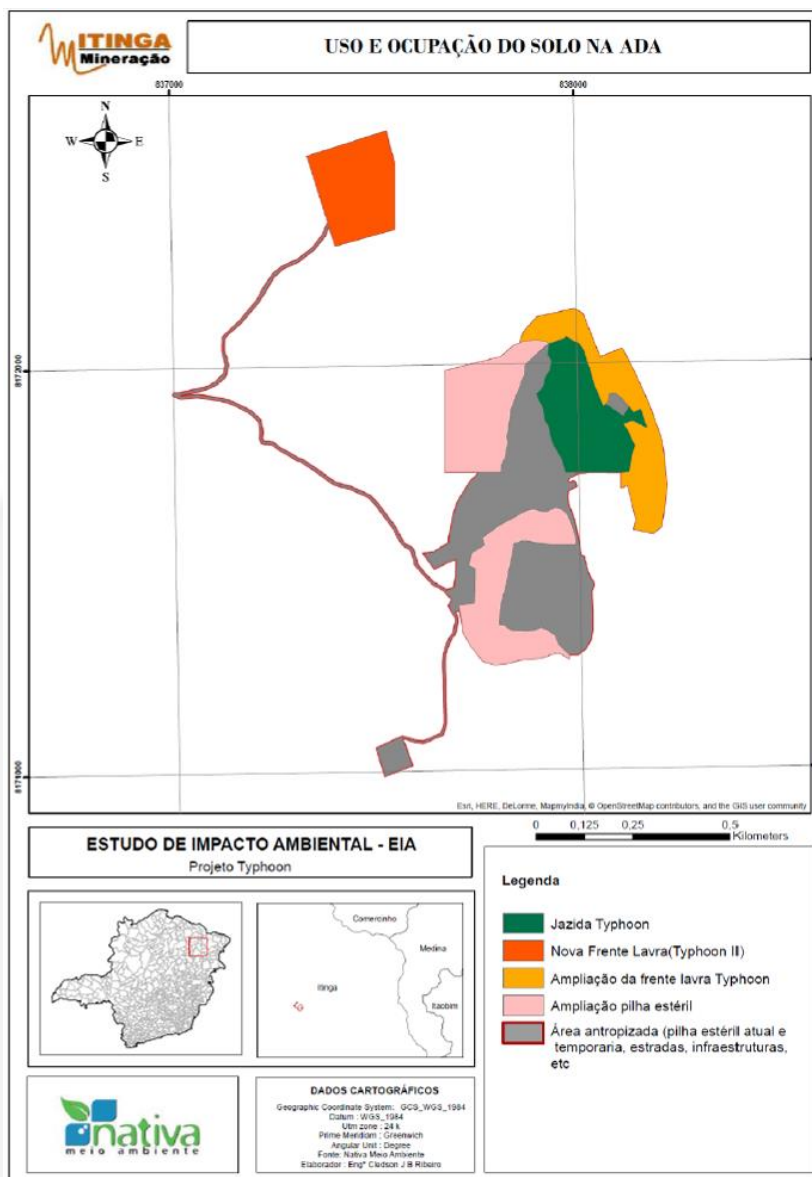 ITINGA
Mineração
USO E OCUPAÇÃO DO SOLO NA ADA
837000
838000
N
W
E
S
8172000
8171000
Esri, HERE, DeLorme, MapmyIndia, © OpenStreetMap contributors, and the GIS user community
ESTUDO DE IMPACTO AMBIENTAL - EIA
Projeto Typhoon
0
0,125
0,25
0,5
Kilometers
Comercinho
Medina
Itinga
Itaobim
Legenda
Jazida Typhoon
Nova Frente Lavra(Typhoon II)
Ampliação da frente lavra Typhoon
Ampliação pilha estéril
Área antropizada (pilha estéril atual e
temporaria, estradas, infraestruturas,
etc
nativa
meio ambiente
DADOS CARTOGRÁFICOS
Geographic Coordinate System: GCS_WGS_1984
Datum : WGS_1984
Utm zone : 24 k
Prime Meridian : Greenwich
Angular Unit : Degree
Fonte: Nativa Meio Ambiente
Elaborador : Engº Cledson J B Ribeiro